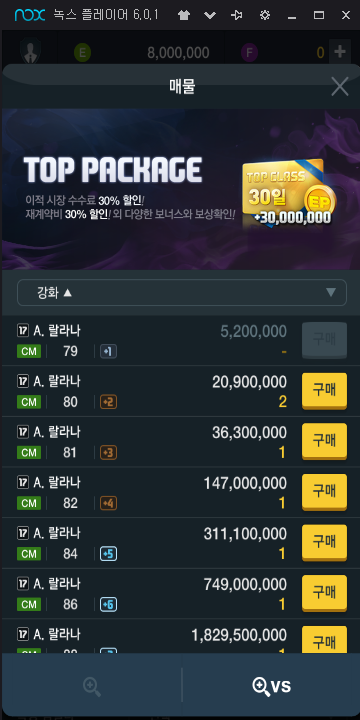 nox 녹스 플레이어 6.0.1
E 8,000,000 F 0 +
매물
TOP PACKAGE
이적 시장 수수료 30% 할인!
재계약비 30% 할인! 외 다양한 보너스와 보상확인!
TOP CLASS
30일
EP
+30,000,000
강화 ▲
17 A. 랄라나 5,200,000 구매
CM 79 +1 -
17 A. 랄라나 20,900,000 구매
CM 80 +2 2
17 A. 랄라나 36,300,000 구매
CM 81 +3 1
17 A. 랄라나 147,000,000 구매
CM 82 +4 1
17 A. 랄라나 311,100,000 구매
CM 84 +5 1
17 A. 랄라나 749,000,000 구매
CM 86 +6 1
17 A. 랄라나 1,829,500,000 구매
VS